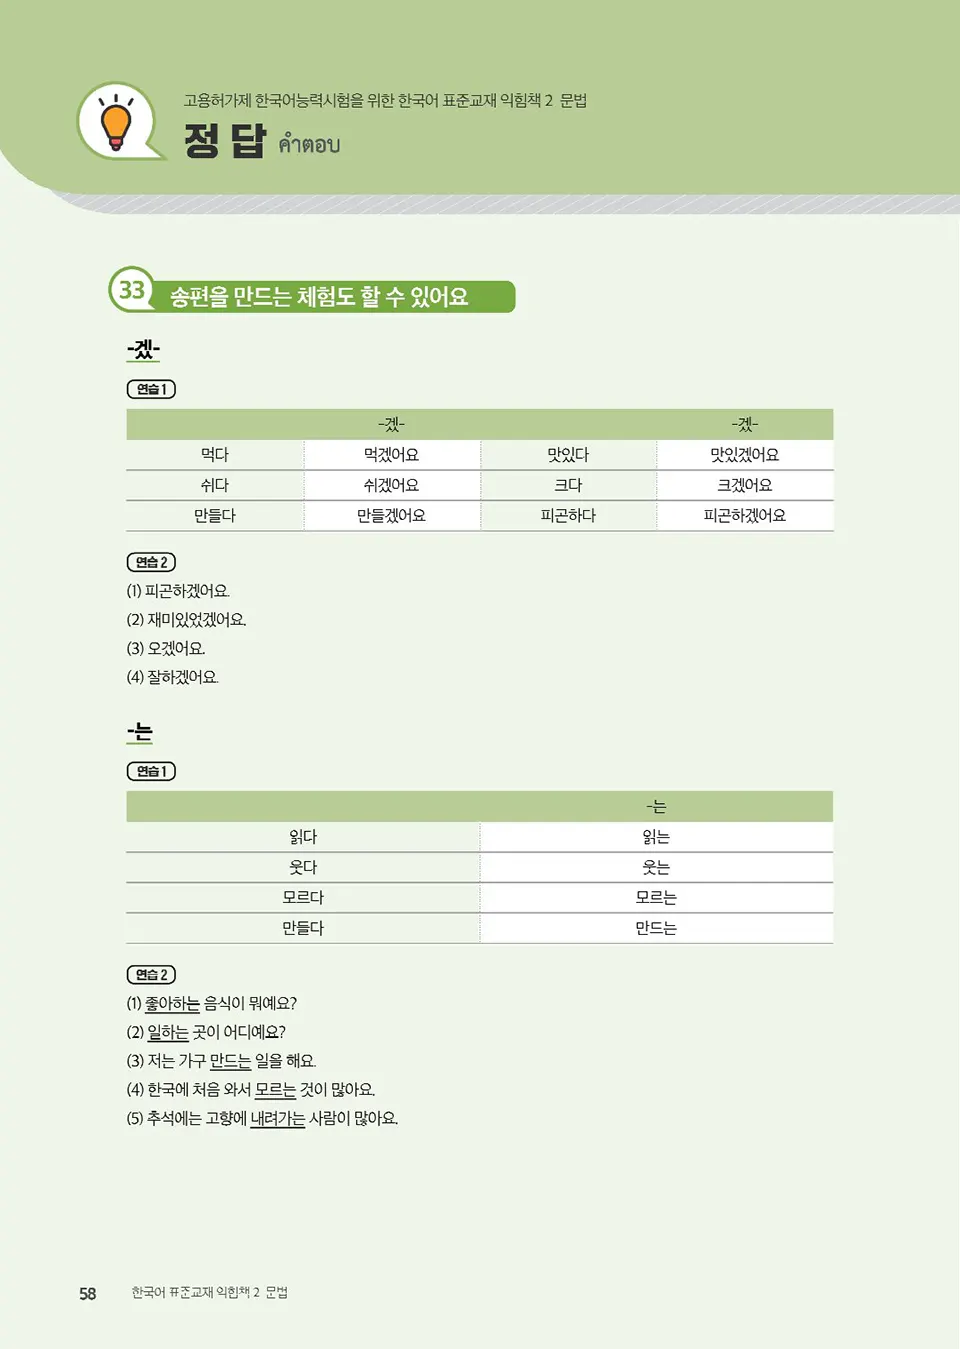 고용허가제 한국어능력시험을 위한 한국어 표준교재 익힘책 2 문법
정답 คำตอบ
33 송편을 만드는 체험도 할 수 있어요
-겠-
연습 1
-겠- -겠-
먹다 먹겠어요 맛있다 맛있겠어요
쉬다 쉬겠어요 크다 크겠어요
만들다 만들겠어요 피곤하다 피곤하겠어요
연습 2
(1) 피곤하겠어요.
(2) 재미있었겠어요.
(3) 오겠어요.
(4) 잘하겠어요.
-는
연습 1
-는
읽다 읽는
웃다 웃는
모르다 모르는
만들다 만드는
연습 2
(1) 좋아하는 음식이 뭐예요?
(2) 일하는 곳이 어디예요?
(3) 저는 가구 만드는 일을 해요.
(4) 한국에 처음 와서 모르는 것이 많아요.
(5) 추석에는 고향에 내려가는 사람이 많아요.
58 한국어 표준교재 익힘책 2 문법